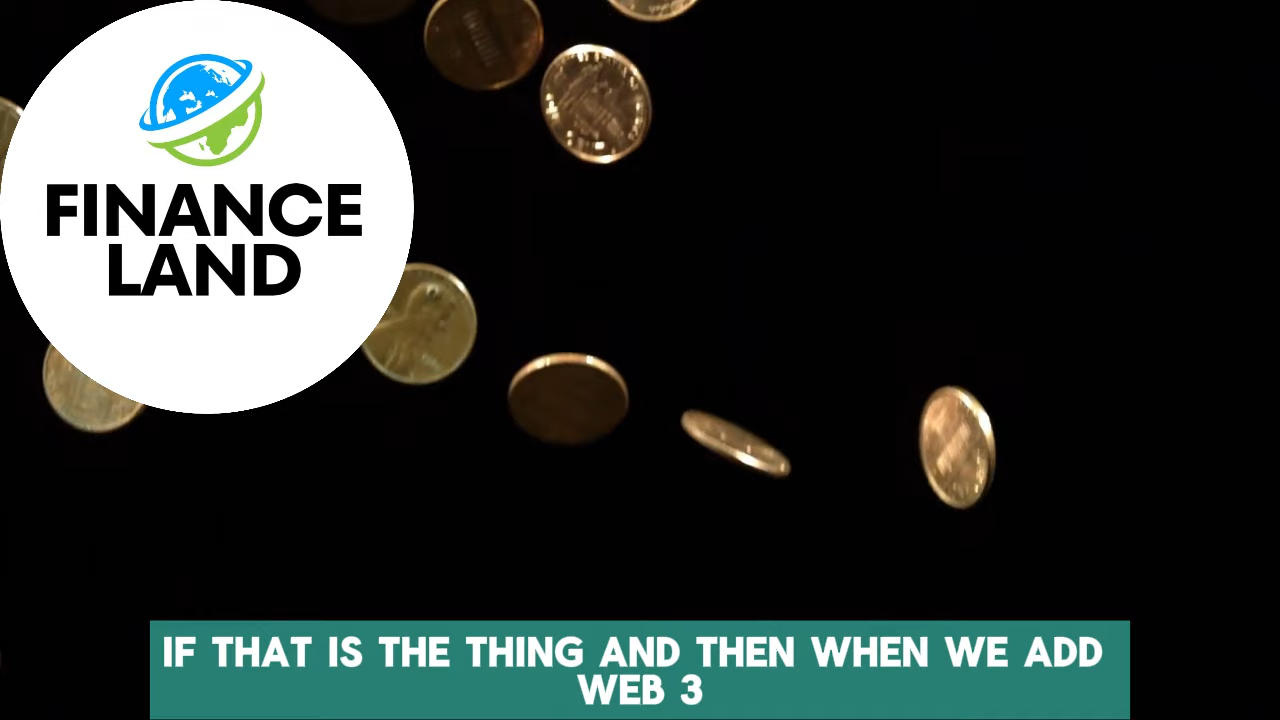 FINANCE
LAND
IF THAT IS THE THING AND THEN WHEN WE ADD
WEB 3